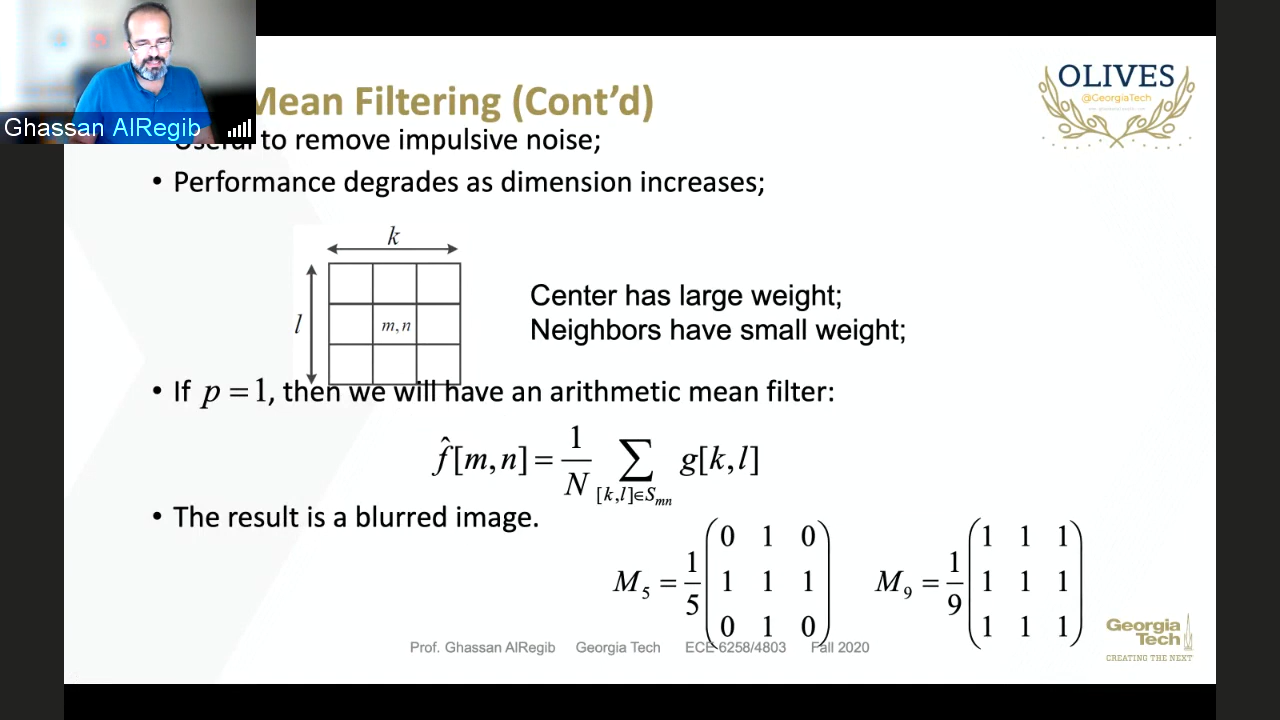 Ghassan AlRegib
Mean Filtering (Cont’d)
OLIVES
@GeorgiaTech
Useful to remove impulsive noise;
• Performance degrades as dimension increases;
k
l
m, n
Center has large weight;
Neighbors have small weight;
• If p = 1, then we will have an arithmetic mean filter:
f̂[m, n] = 1/N ∑ [k,l]∈Smn g[k, l]
• The result is a blurred image.
M5 = 1/5 (0 1 0
1 1 1
0 1 0)
M9 = 1/9 (1 1 1
1 1 1
1 1 1)
Prof. Ghassan AlRegib Georgia Tech ECE 6258/4803 Fall 2020
Georgia
Tech
CREATING THE NEXT